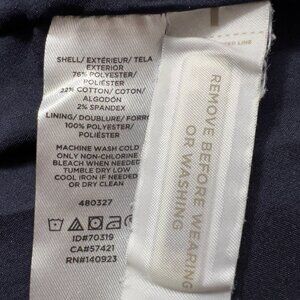 SHELL/ EXTÉRIEUR/ TELA
EXTERIOR
76% POLYESTER/
POLIÉSTER
22% COTTON/ COTON/
ALGODÓN
2% SPANDEX
LINING/ DOUBLURE/ FORRO
100% POLYESTER/
POLIÉSTER
MACHINE WASH COLD
ONLY NON-CHLORINE
BLEACH WHEN NEEDED
TUMBLE DRY LOW
COOL IRON IF NEEDED
OR DRY CLEAN
480327
ID#70319
CA#57421
RN#140923
REMOVE BEFORE WEARING
OR WASHING
LINE